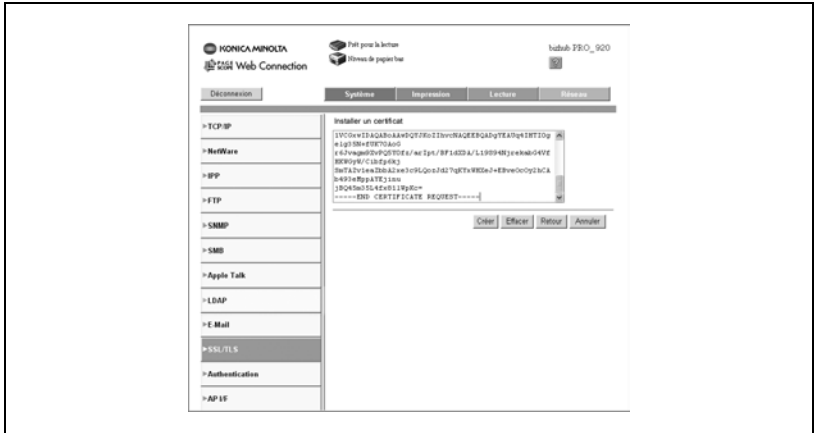 KONICA MINOLTA
PAGE SCOPE Web Connection
Prêt pour la lecture
Niveau de papier bas
bizhub PRO_920
Déconnexion
Système Impression Lecture Réseau
TCP/IP
NetWare
IPP
FTP
SNMP
SMB
Apple Talk
LDAP
E-Mail
SSL/TLS
Authentication
AP I/F
Installer un certificat
-----END CERTIFICATE REQUEST-----
Créer Effacer Retour Annuler